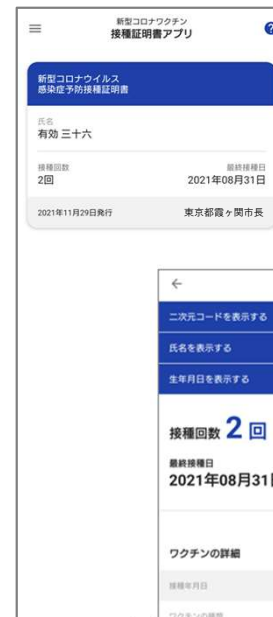 新型コロナワクチン
接種証明書アプリ
新型コロナウイルス
感染症予防接種証明書
氏名
有効 三十六
接種回数
最終接種日
2回
2021年08月31日
2021年11月29日発行
東京都霞ヶ関市長
二次元コードを表示する
氏名を表示する
生年月日を表示する
接種回数 2 回
最終接種日
2021年08月31
ワクチンの詳細
接種年月日
ワクチンの種類